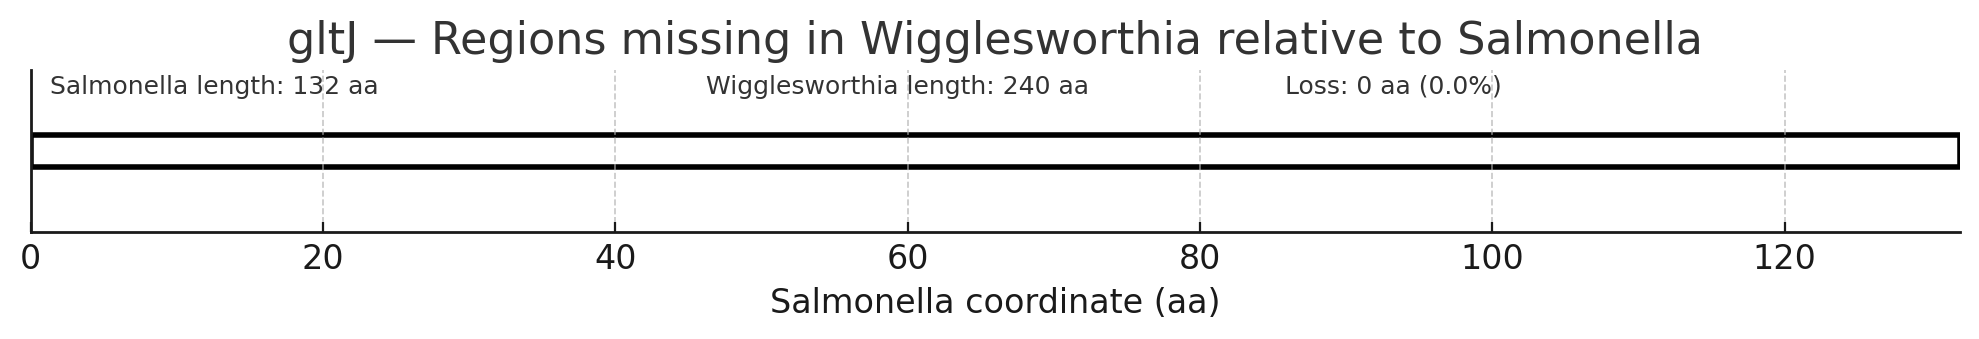 gltJ — Regions missing in Wigglesworthia relative to Salmonella
Salmonella length: 132 aa Wigglesworthia length: 240 aa Loss: 0 aa (0.0%)
0 20 40 60 80 100 120
Salmonella coordinate (aa)